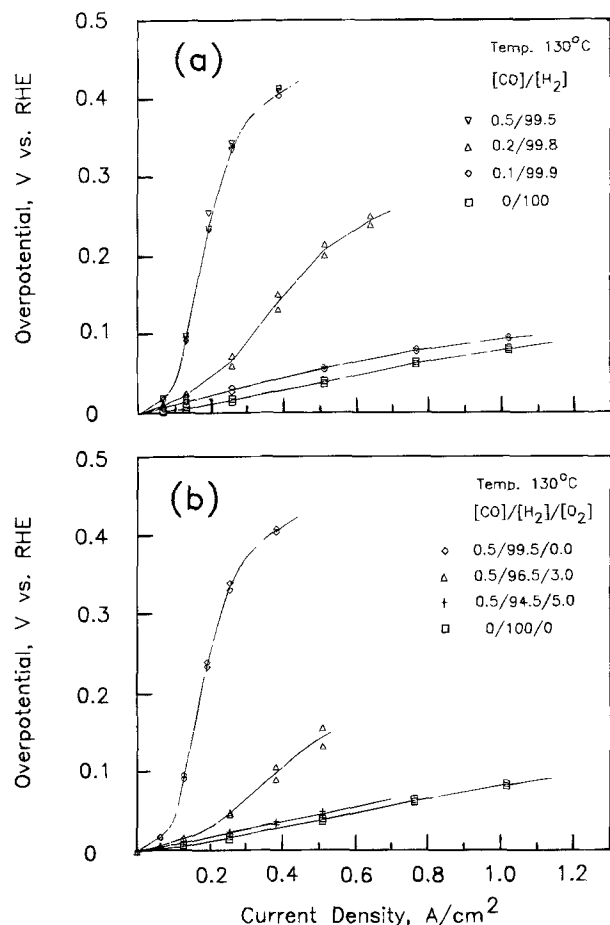 0.5
(a)
Temp. 130°C
[CO]/[H₂]
▽ 0.5/99.5
△ 0.2/99.8
◇ 0.1/99.9
□ 0/100
0.4
0.3
0.2
0.1
0
Overpotential, V vs. RHE
0.5
(b)
Temp. 130°C
[CO]/[H₂]/[O₂]
◇ 0.5/99.5/0.0
△ 0.5/96.5/3.0
+ 0.5/94.5/5.0
□ 0/100/0
0.4
0.3
0.2
0.1
0
Overpotential, V vs. RHE
0.2 0.4 0.6 0.8 1.0 1.2
Current Density, A/cm²